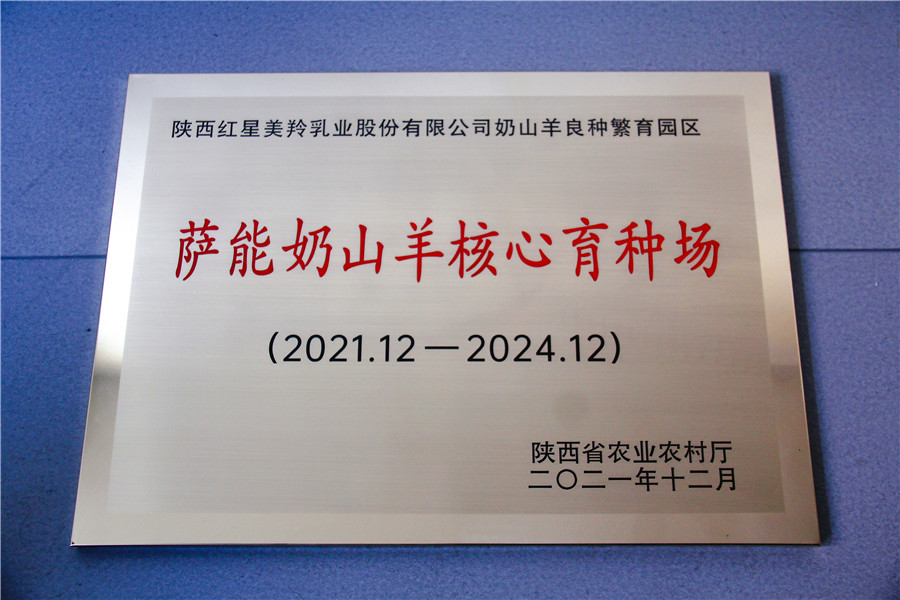 陕西红星美羚乳业股份有限公司奶山羊良种繁育园区
萨能奶山羊核心育种场
（2021.12—2024.12）
陕西省农业农村厅
二〇二一年十二月